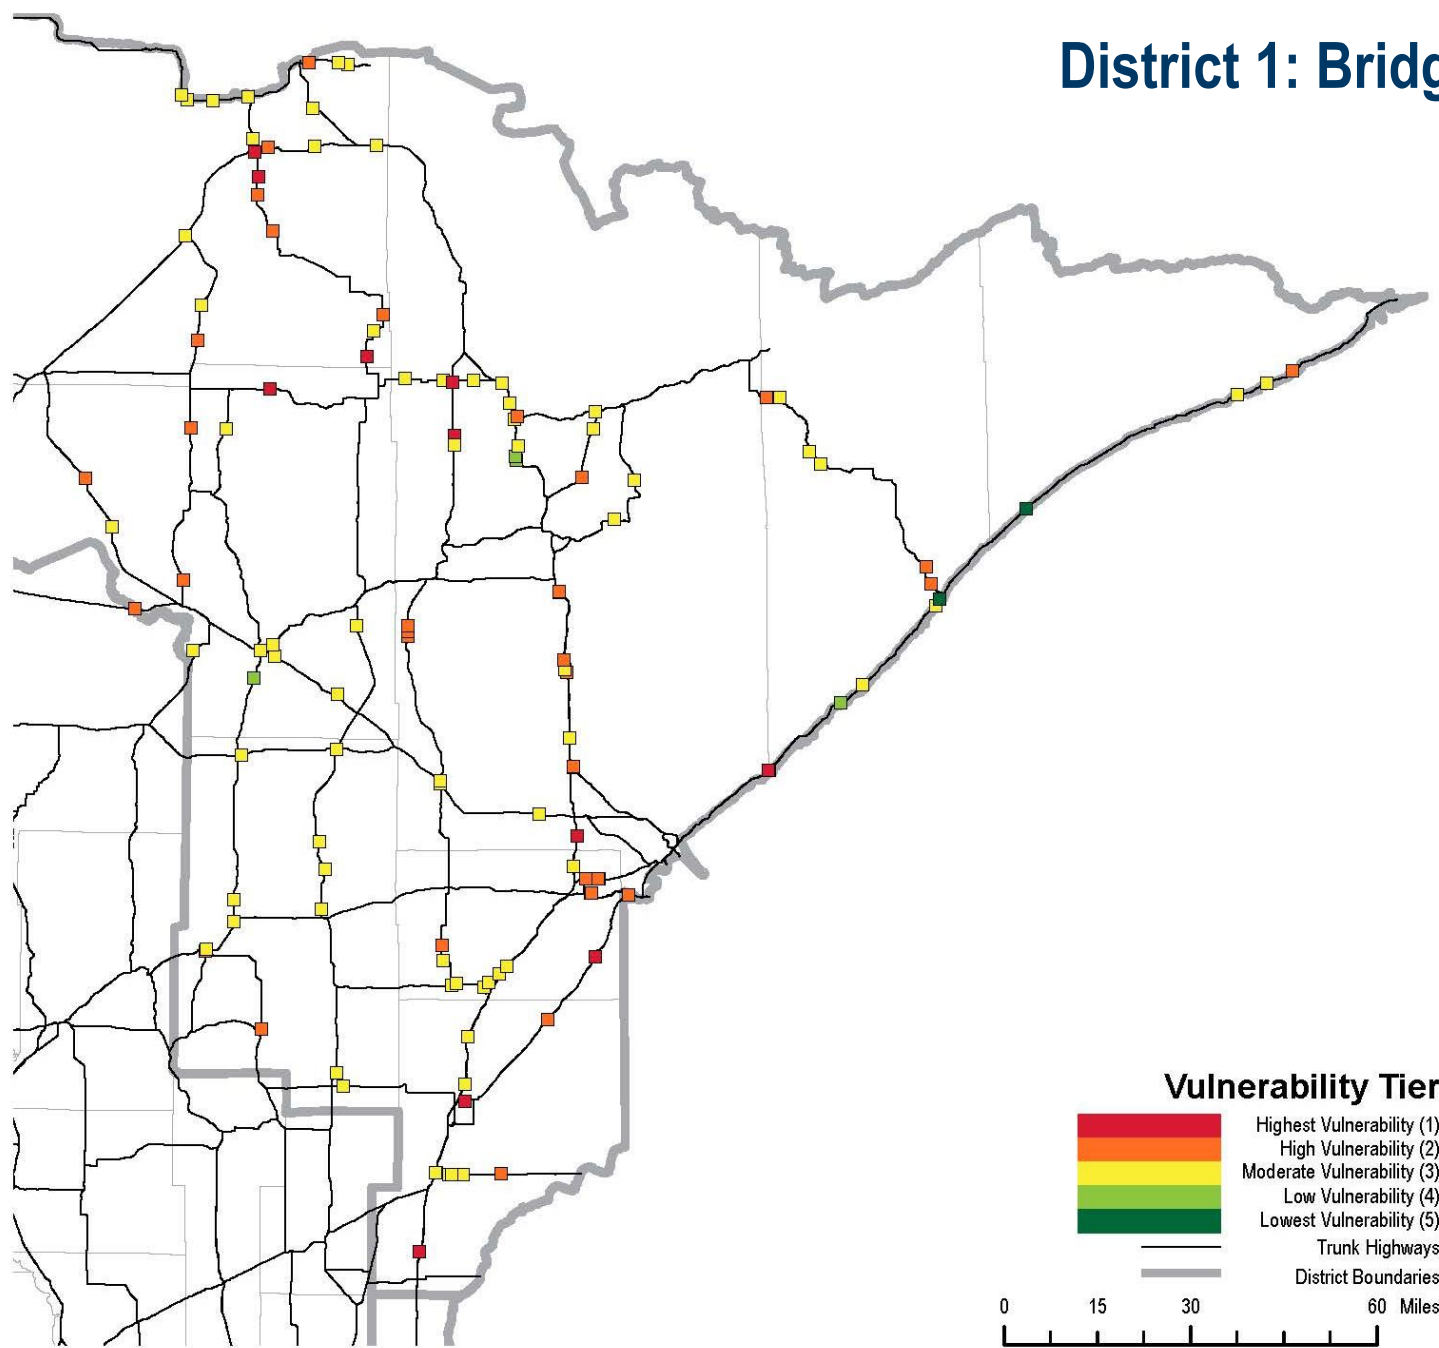 District 1: Bridg
Vulnerability Tier
Highest Vulnerability (1)
High Vulnerability (2)
Moderate Vulnerability (3)
Low Vulnerability (4)
Lowest Vulnerability (5)
Trunk Highways
District Boundaries
0 15 30 60 Miles